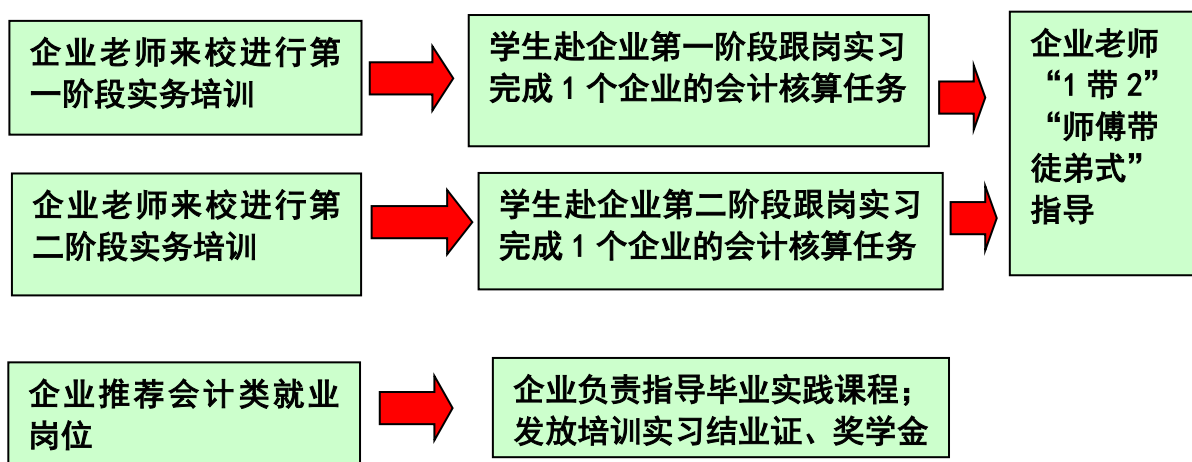 企业老师来校进行第
一阶段实务培训
学生赴企业第一阶段跟岗实习
完成1个企业的会计核算任务
企业老师
“1带2”
“师傅带
徒弟式”
指导
企业老师来校进行第
二阶段实务培训
学生赴企业第二阶段跟岗实习
完成1个企业的会计核算任务
企业推荐会计类就业
岗位
企业负责指导毕业实践课程；
发放培训实习结业证、奖学金